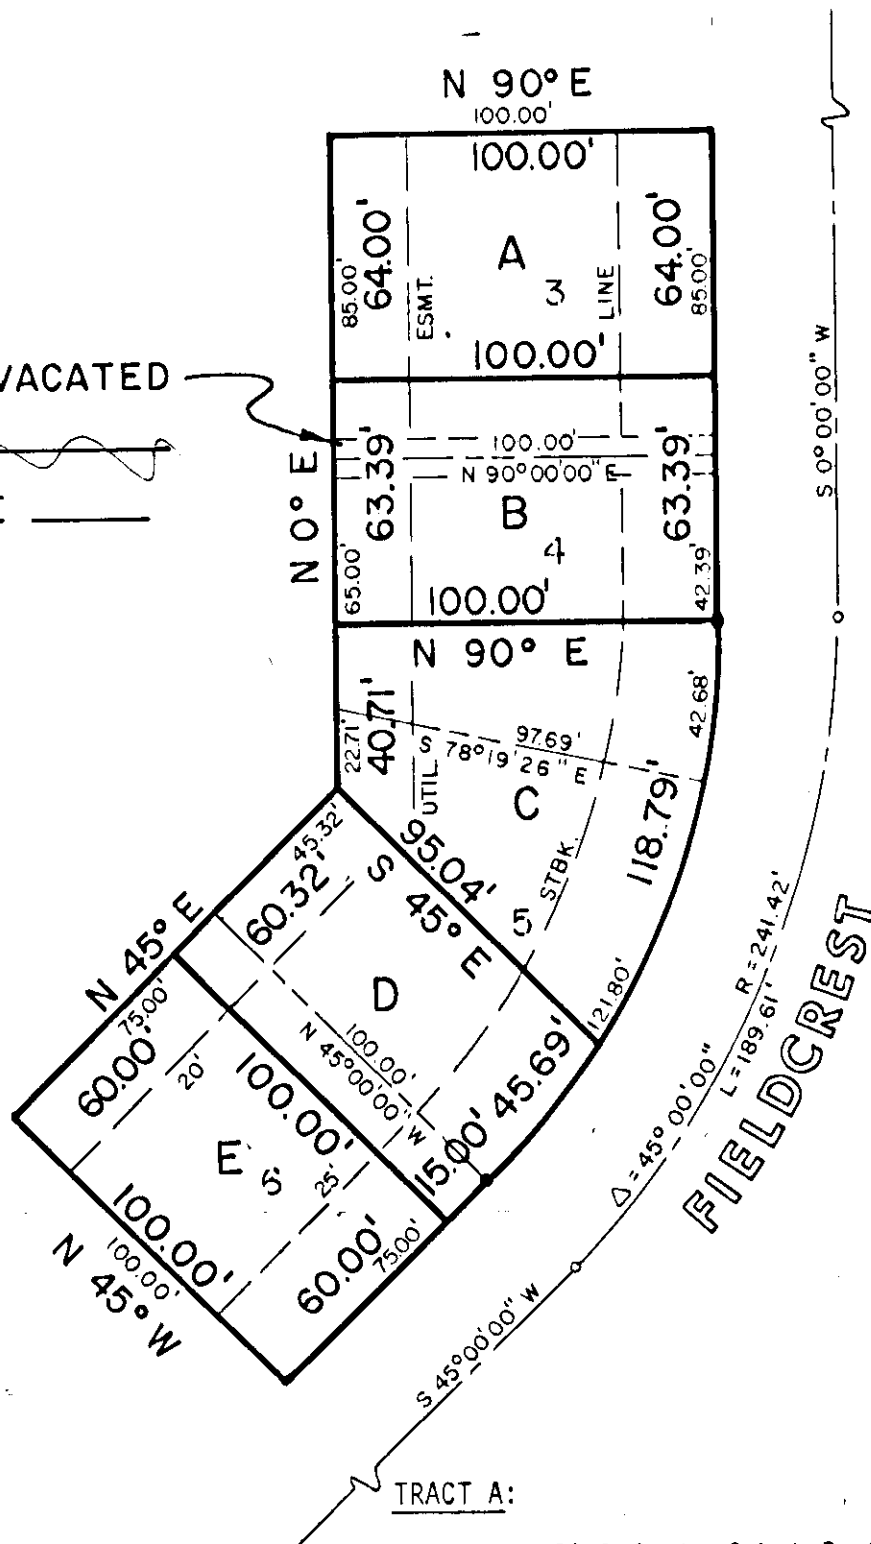 N 90° E
100.00'
100.00'
85.00'
64.00'
A
3
64.00'
85.00'
ESMT.
LINE
100.00'
VACATED
S 0°00'00" W
N 0° E
63.39'
100.00'
N 90°00'00" E
63.39'
B
4
65.00'
42.39'
100.00'
N 90° E
22.71'
40.71'
42.68'
97.69'
S 78°19'26" E
UTIL.
C
118.79'
95.04'
S 45° E
STBK.
5
45.32'
60.32'
N 45° E
D
121.80'
R = 241.42'
L = 189.61'
Δ = 45°00'00"
FIELDCREST
75.00'
60.00'
20'
100.00'
N 45°00'00" W
100.00'
15.00'
45.69'
E
6
25'
100.00'
100.00'
N 45° W
60.00'
75.00'
S 45°00'00" W
TRACT A: